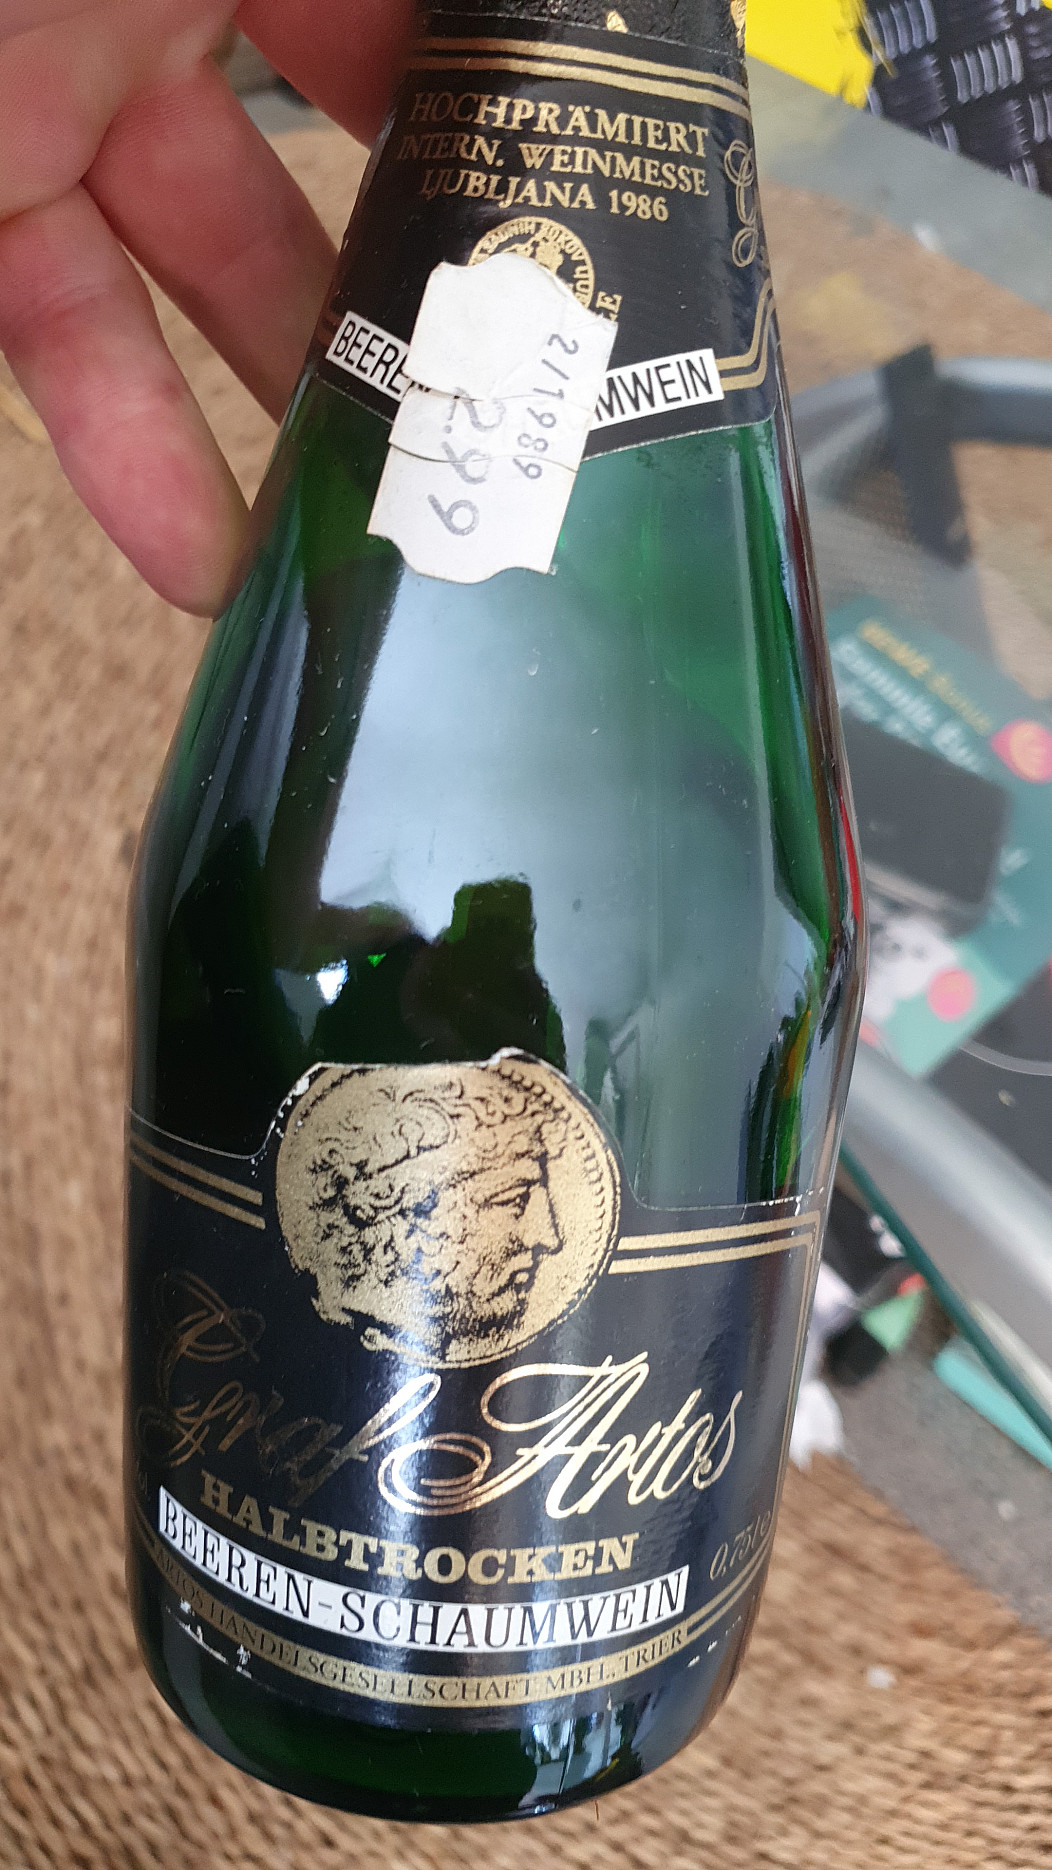 HOCHPRÄMIERT
INTERN. WEINMESSE
LJUBLJANA 1986
2/1989
2.99
MWEIN
Graf Artos
HALBTROCKEN
0,75l e
BEEREN-SCHAUMWEIN
ARTOS HANDELSGESELLSCHAFT MBH, TRIER